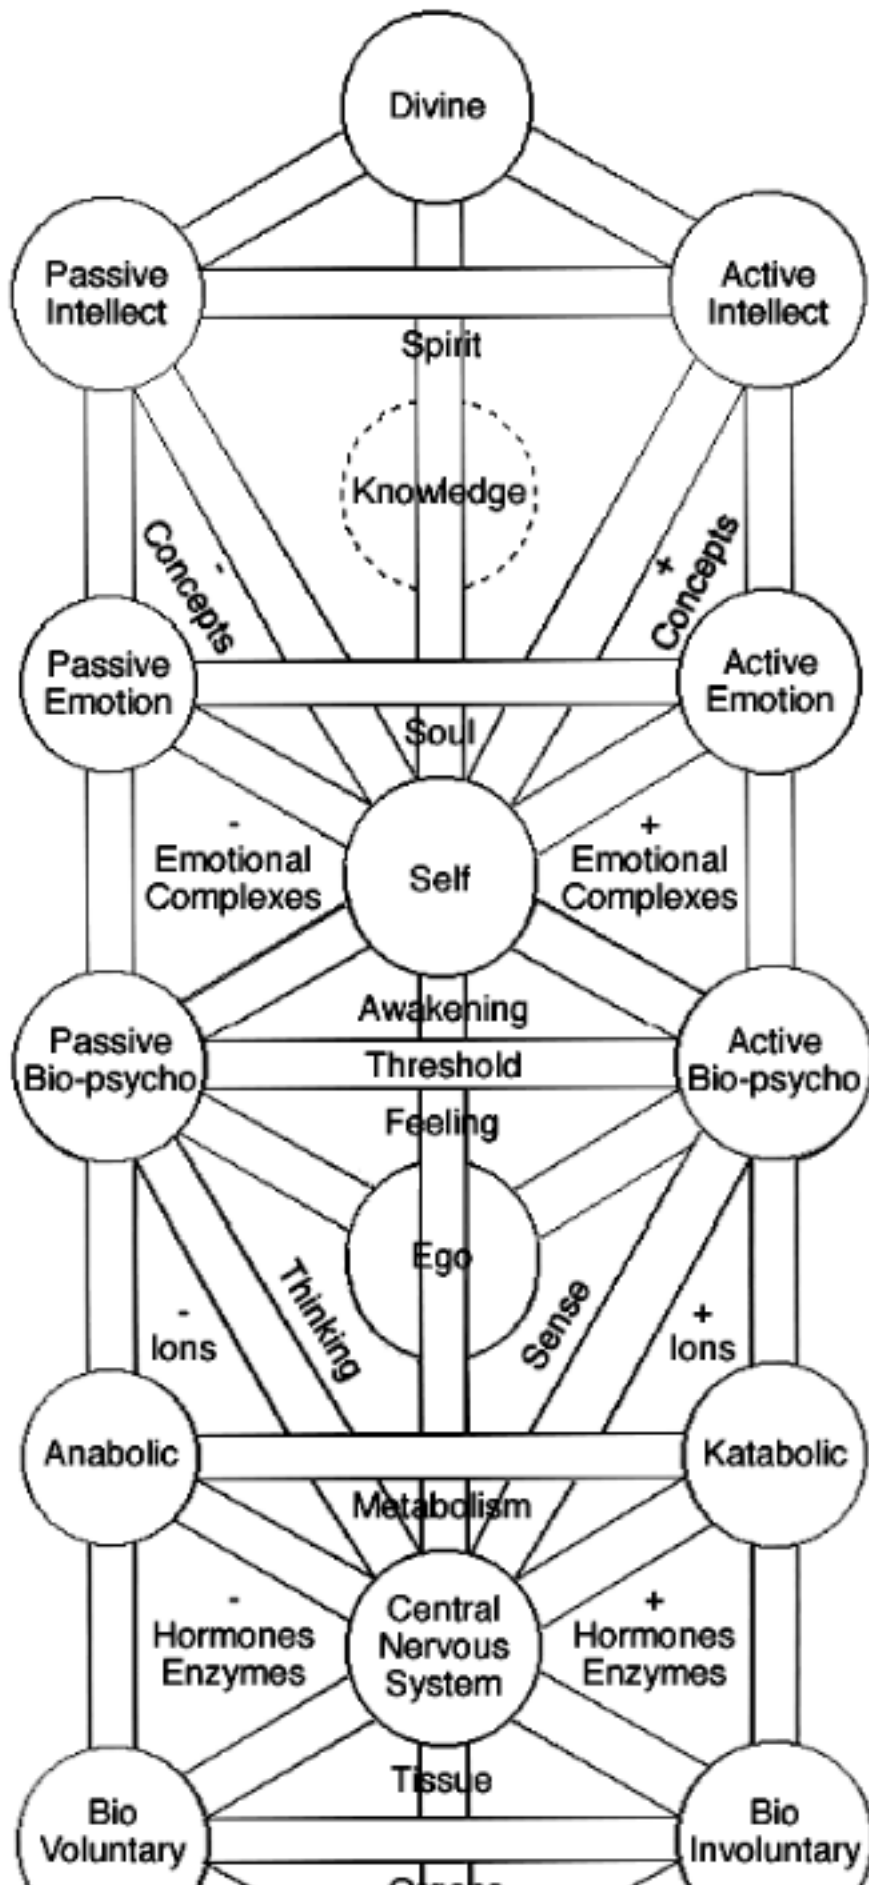 Divine
Passive
Intellect
Active
Intellect
Spirit
Knowledge
-
Concepts
+
Concepts
Passive
Emotion
Active
Emotion
Soul
-
Emotional
Complexes
Self
+
Emotional
Complexes
Awakening
Passive
Bio-psycho
Threshold
Active
Bio-psycho
Feeling
Ego
-
Ions
Thinking
Sense
+
Ions
Anabolic
Katabolic
Metabolism
-
Hormones
Enzymes
Central
Nervous
System
+
Hormones
Enzymes
Tissue
Bio
Voluntary
Bio
Involuntary